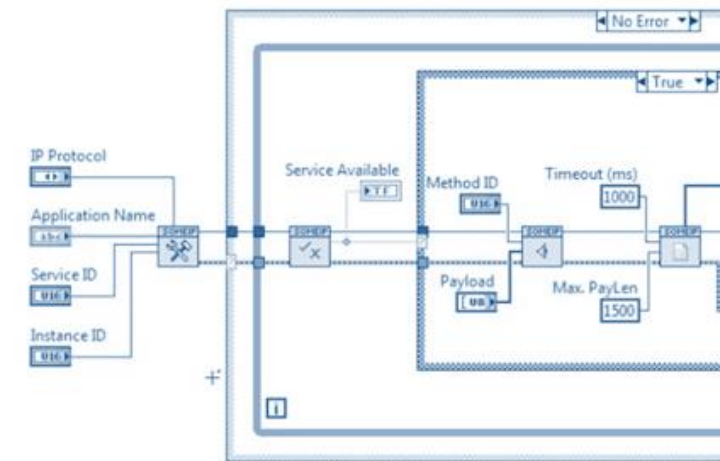 No Error
True
IP Protocol
Service Available
TF
Application Name
abc
Method ID
U16
Timeout (ms)
1000
SOMEIP
SOMEIP
SOMEIP
SOMEIP
Service ID
U16
Payload
[U8]
Max. PayLen
1500
Instance ID
U16
i